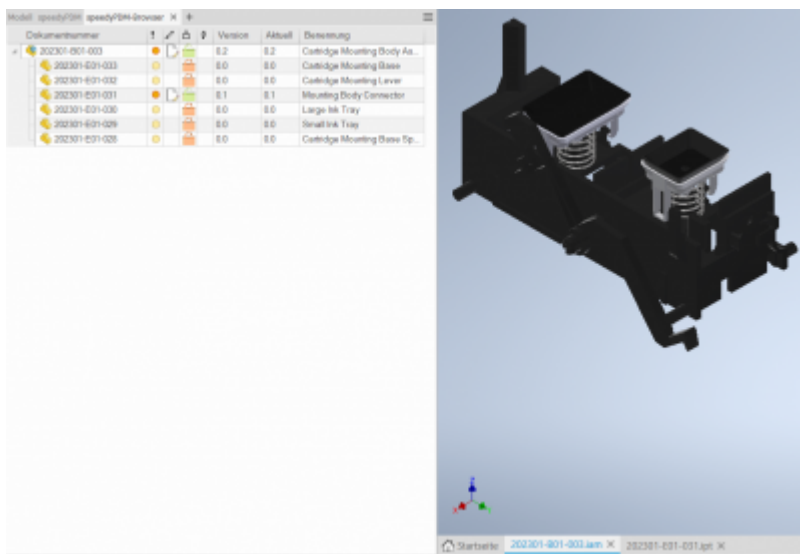 Modell speedyPDM speedyPDM-Browser × +
Dokumentnummer ! Version Aktuell Benennung
202301-B01-003 0.2 0.2 Cartridge Mounting Body As...
202301-E01-033 0.0 0.0 Cartridge Mounting Base
202301-E01-032 0.0 0.0 Cartridge Mounting Lever
202301-E01-031 0.1 0.1 Mounting Body Connector
202301-E01-030 0.0 0.0 Large Ink Tray
202301-E01-029 0.0 0.0 Small Ink Tray
202301-E01-028 0.0 0.0 Cartridge Mounting Base Sp...
Startseite 202301-B01-003.iam × 202301-E01-031.ipt ×